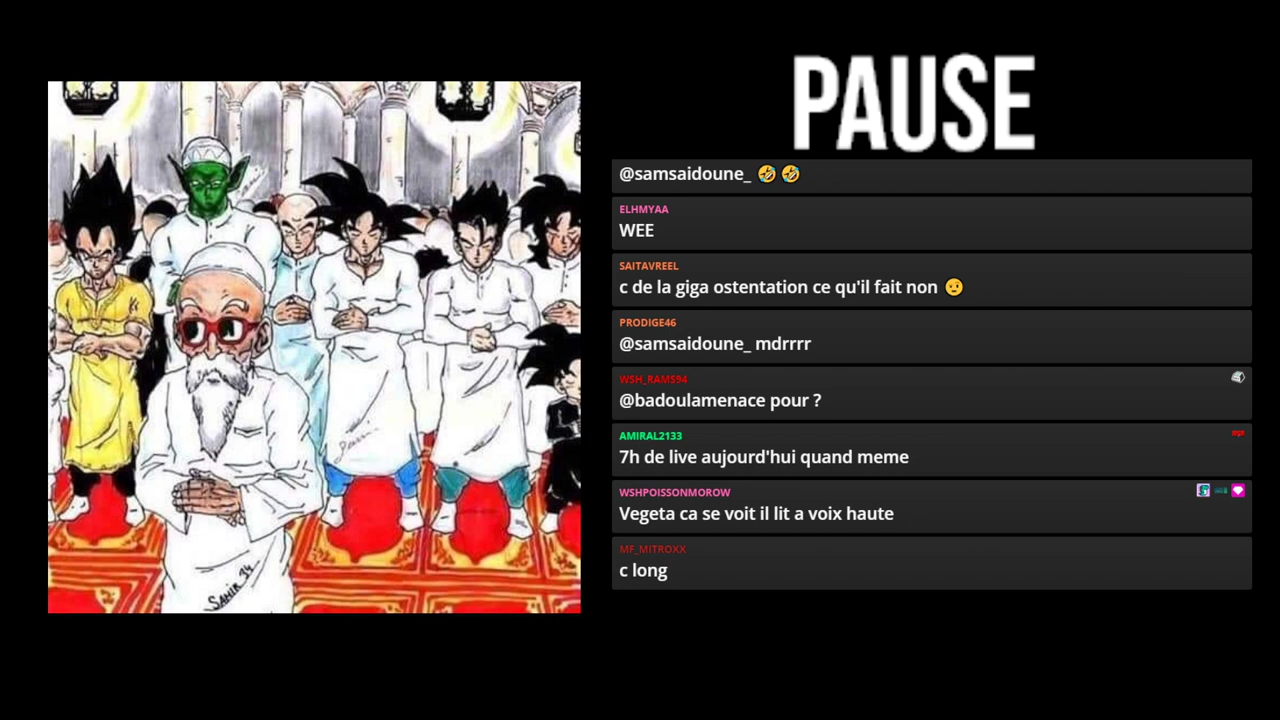 PAUSE
@samsaidoune_ 🤣 🤣
ELHMYAA
WEE
SAITAVREEL
c de la giga ostentation ce qu'il fait non 🤨
PRODIGE46
@samsaidoune_ mdrrrr
WSH_RAMS94
@badoulamenace pour ?
AMIRAL2133
7h de live aujourd'hui quand meme
WSHPOISSONMOROW
Vegeta ca se voit il lit a voix haute
MF_MITROXX
c long